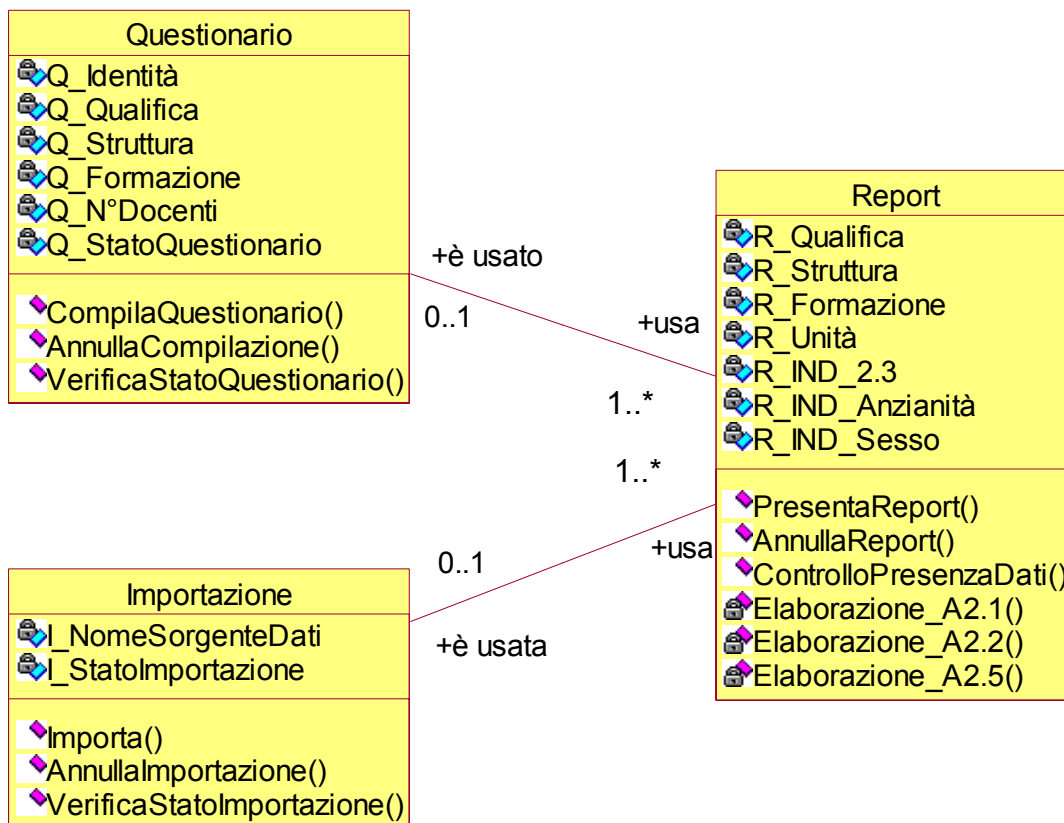 Questionario
Q_Identità
Q_Qualifica
Q_Struttura
Q_Formazione
Q_N°Docenti
Q_StatoQuestionario
CompilaQuestionario()
AnnullaCompilazione()
VerificaStatoQuestionario()
+è usato
0..1
+usa
1..*
Report
R_Qualifica
R_Struttura
R_Formazione
R_Unità
R_IND_2.3
R_IND_Anzianità
R_IND_Sesso
PresentaReport()
AnnullaReport()
ControlloPresenzaDati()
Elaborazione_A2.1()
Elaborazione_A2.2()
Elaborazione_A2.5()
1..*
+usa
0..1
+è usata
Importazione
I_NomeSorgenteDati
I_StatoImportazione
Importa()
AnnullaImportazione()
VerificaStatoImportazione()